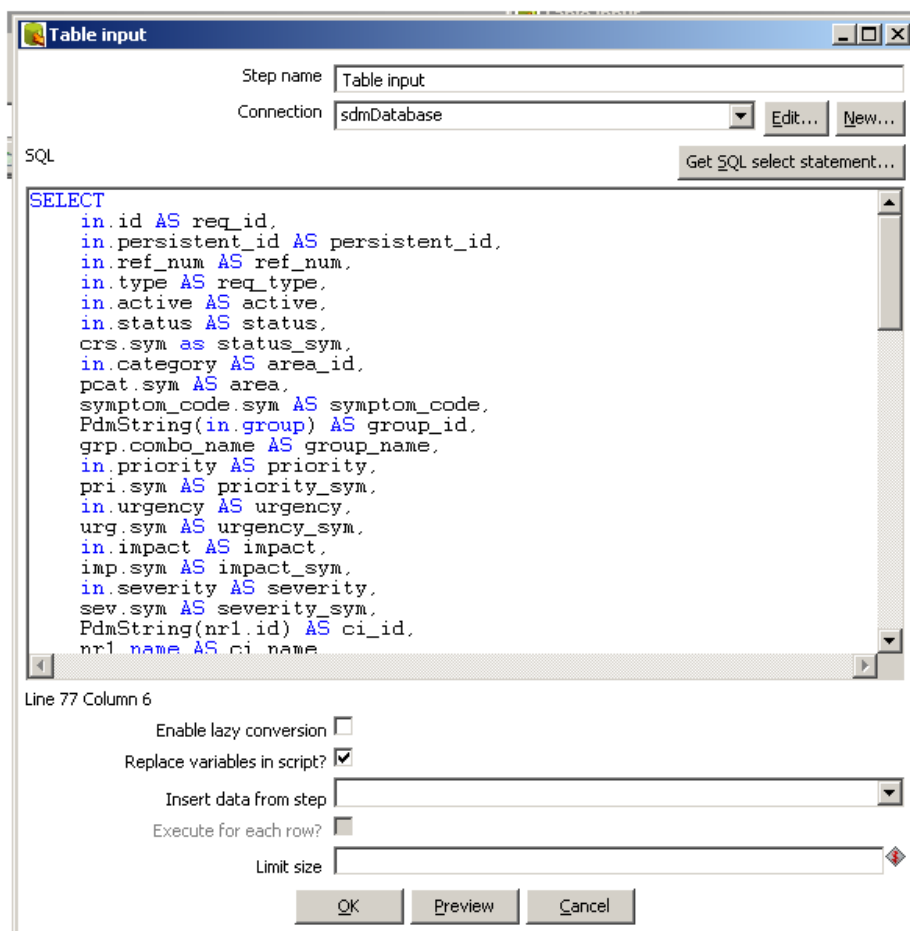 Table input
Step name Table input
Connection sdmDatabase Edit... New...
SQL Get SQL select statement...
SELECT
in.id AS req_id,
in.persistent_id AS persistent_id,
in.ref_num AS ref_num,
in.type AS req_type,
in.active AS active,
in.status AS status,
crs.sym as status_sym,
in.category AS area_id,
pcat.sym AS area,
symptom_code.sym AS symptom_code,
PdmString(in.group) AS group_id,
grp.combo_name AS group_name,
in.priority AS priority,
pri.sym AS priority_sym,
in.urgency AS urgency,
urg.sym AS urgency_sym,
in.impact AS impact,
imp.sym AS impact_sym,
in.severity AS severity,
sev.sym AS severity_sym,
PdmString(nr1.id) AS ci_id,
nr1.name AS ci_name
Line 77 Column 6
Enable lazy conversion
Replace variables in script?
Insert data from step
Execute for each row?
Limit size
OK Preview Cancel